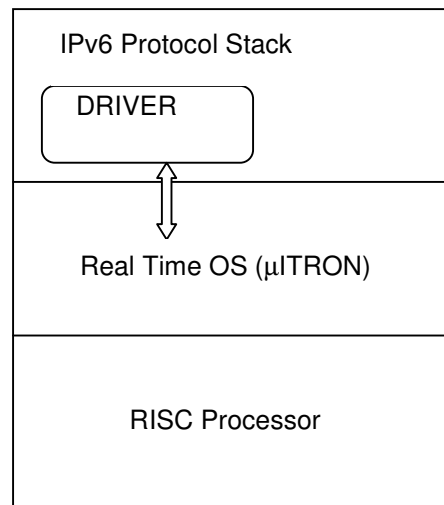 IPv6 Protocol Stack
DRIVER
Real Time OS (μITRON)
RISC Processor